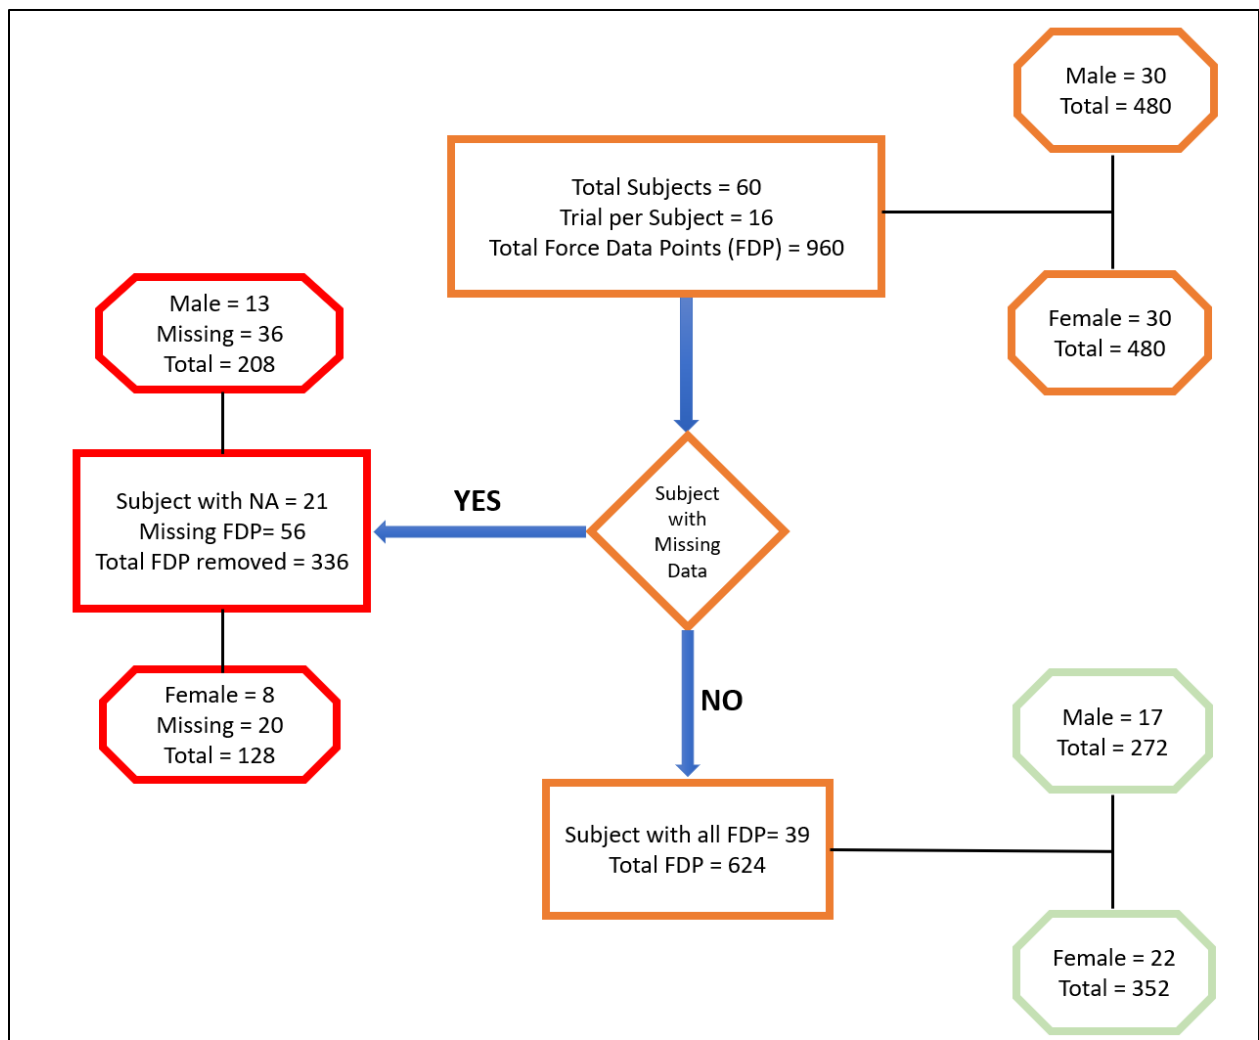 Male = 30
Total = 480
Total Subjects = 60
Trial per Subject = 16
Total Force Data Points (FDP) = 960
Female = 30
Total = 480
Male = 13
Missing = 36
Total = 208
Subject with NA = 21
Missing FDP= 56
Total FDP removed = 336
YES
Subject
with
Missing
Data
Female = 8
Missing = 20
Total = 128
NO
Male = 17
Total = 272
Subject with all FDP= 39
Total FDP = 624
Female = 22
Total = 352